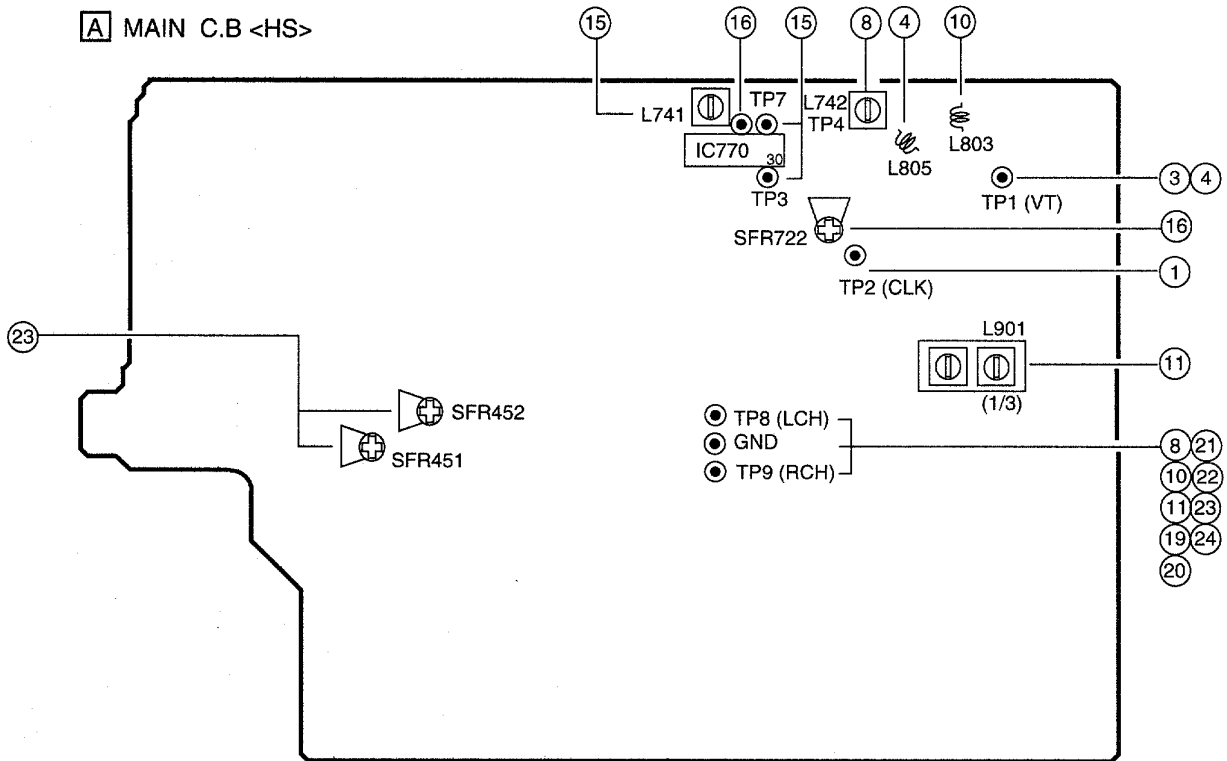 A MAIN C.B <HS>
15 16 15 8 4 10
L741 TP7 L742
TP4
IC770 30
L805 L803
TP3 TP1 (VT) 3 4
SFR722 16
TP2 (CLK) 1
L901
23 11
(1/3)
SFR452 TP8 (LCH)
GND 8 21
SFR451 TP9 (RCH) 10 22
11 23
19 24
20